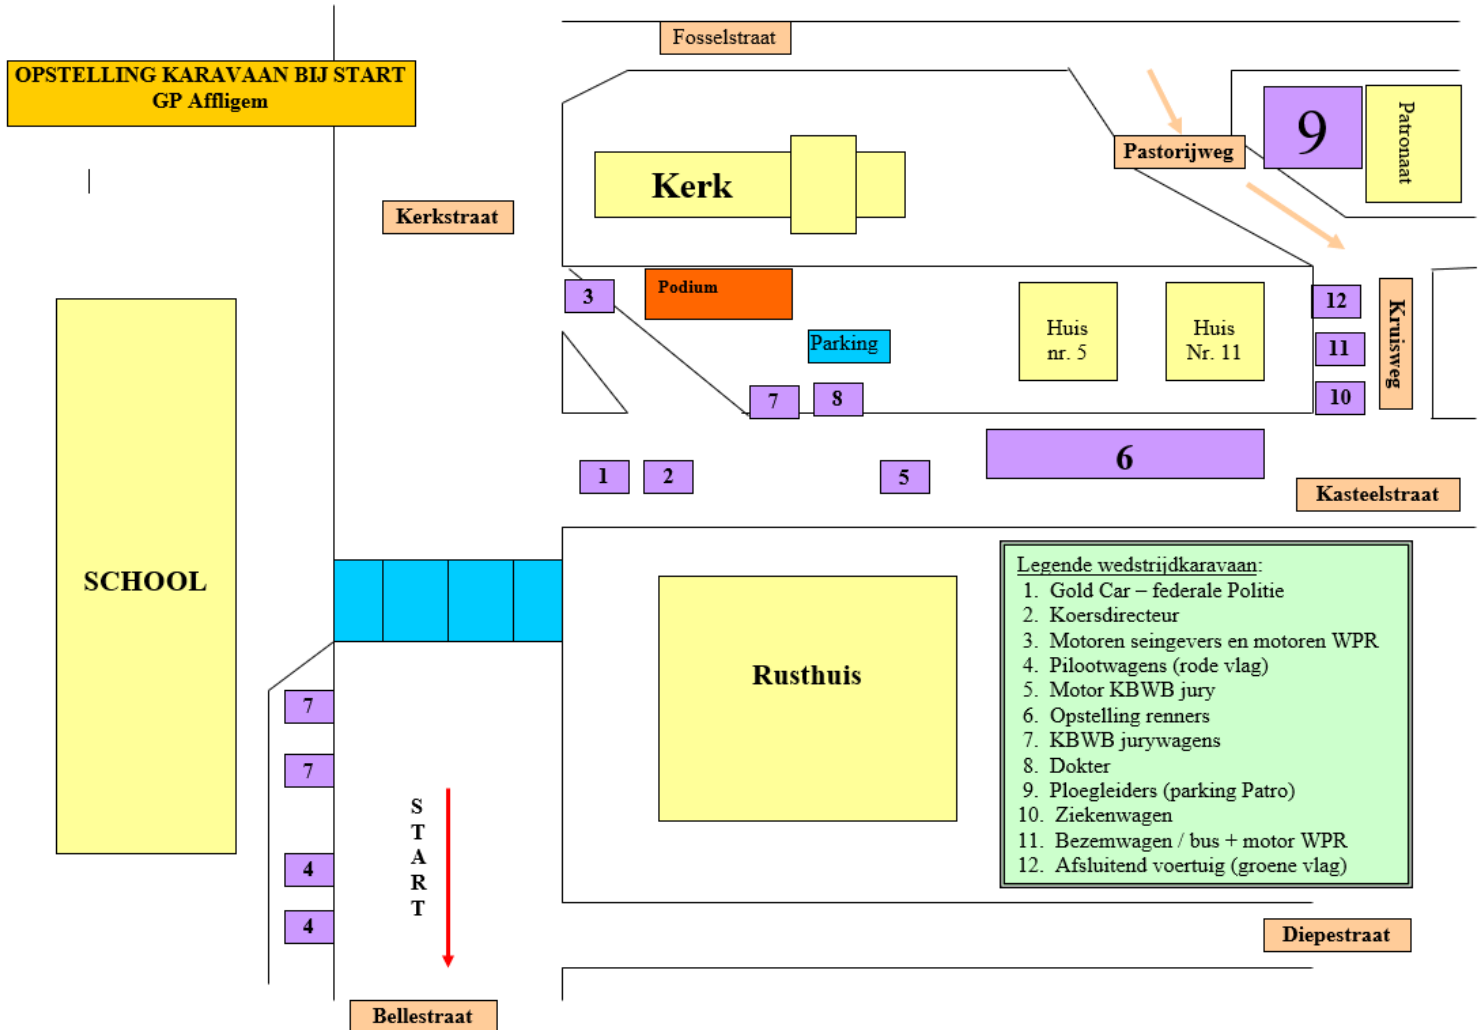 Fosselstraat
OPSTELLING KARAVAAN BIJ START
GP Affligem
9
Patronaat
Pastorijweg
Kerk
Kerkstraat
3
Podium
12
Kruisweg
Huis
nr. 5
Huis
Nr. 11
Parking
11
7
8
10
1
2
5
6
Kasteelstraat
SCHOOL
Legende wedstrijdkaravaan:
1. Gold Car – federale Politie
2. Koersdirecteur
3. Motoren seingevers en motoren WPR
4. Pilootwagens (rode vlag)
5. Motor KBWB jury
6. Opstelling renners
7. KBWB jurywagens
8. Dokter
9. Ploegleiders (parking Patro)
10. Ziekenwagen
11. Bezemwagen / bus + motor WPR
12. Afsluitend voertuig (groene vlag)
Rusthuis
7
7
START
4
4
Diepestraat
Bellestraat